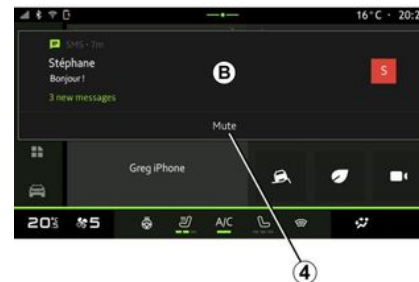 16°C · 20:2
SMS · 7m
Stéphane
Bonjour!
3 new messages
B
S
Mute
Greg iPhone
20.5 5 A/C
4